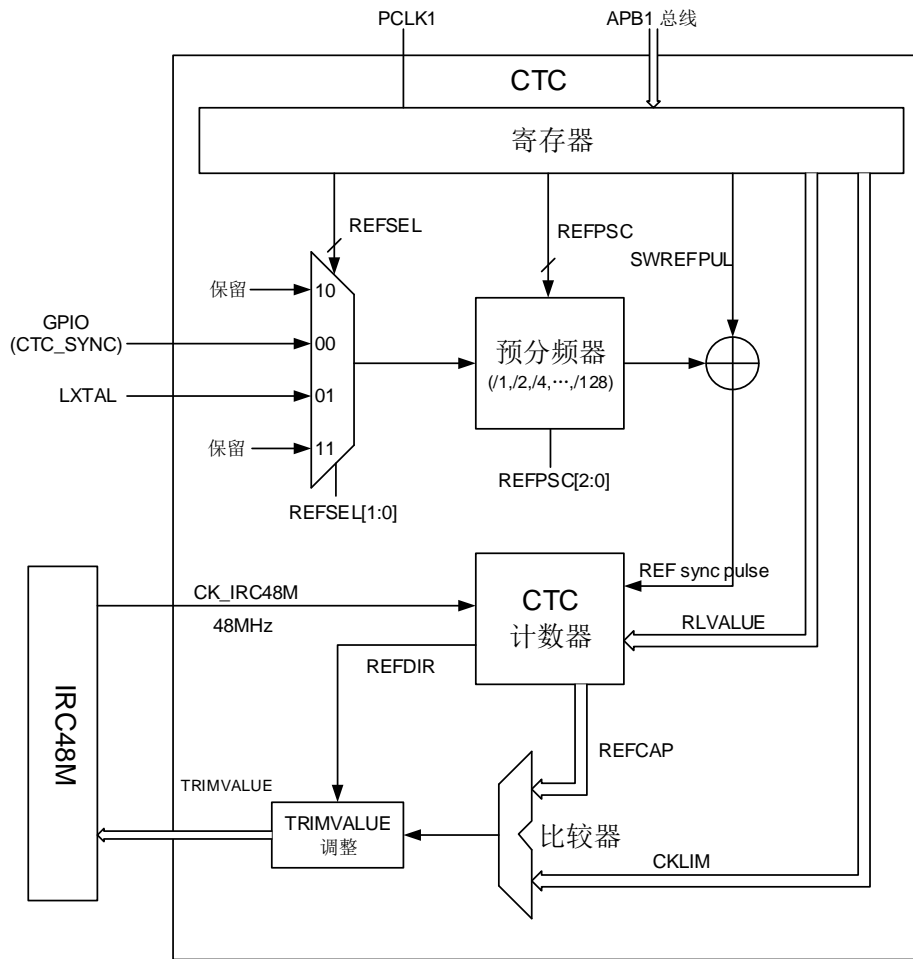 PCLK1
APB1 总线
CTC
寄存器
REFSEL
REFPSC
SWREFPUL
保留
10
GPIO
(CTC_SYNC)
00
预分频器
(/1,/2,/4,⋯,/128)
LXTAL
01
保留
11
REFPSC[2:0]
REFSEL[1:0]
REF sync pulse
CK_IRC48M
48MHz
CTC
计数器
RLVALUE
REFDIR
IRC48M
REFCAP
TRIMVALUE
TRIMVALUE
调整
比较器
CKLIM